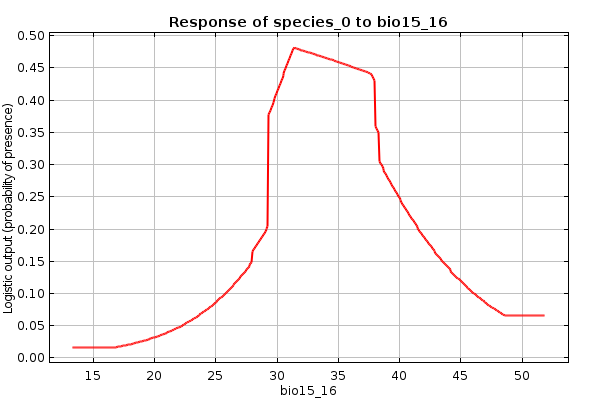 Response of species_0 to bio15_16
Logistic output (probability of presence)
0.50
0.45
0.40
0.35
0.30
0.25
0.20
0.15
0.10
0.05
0.00
15 20 25 30 35 40 45 50
bio15_16